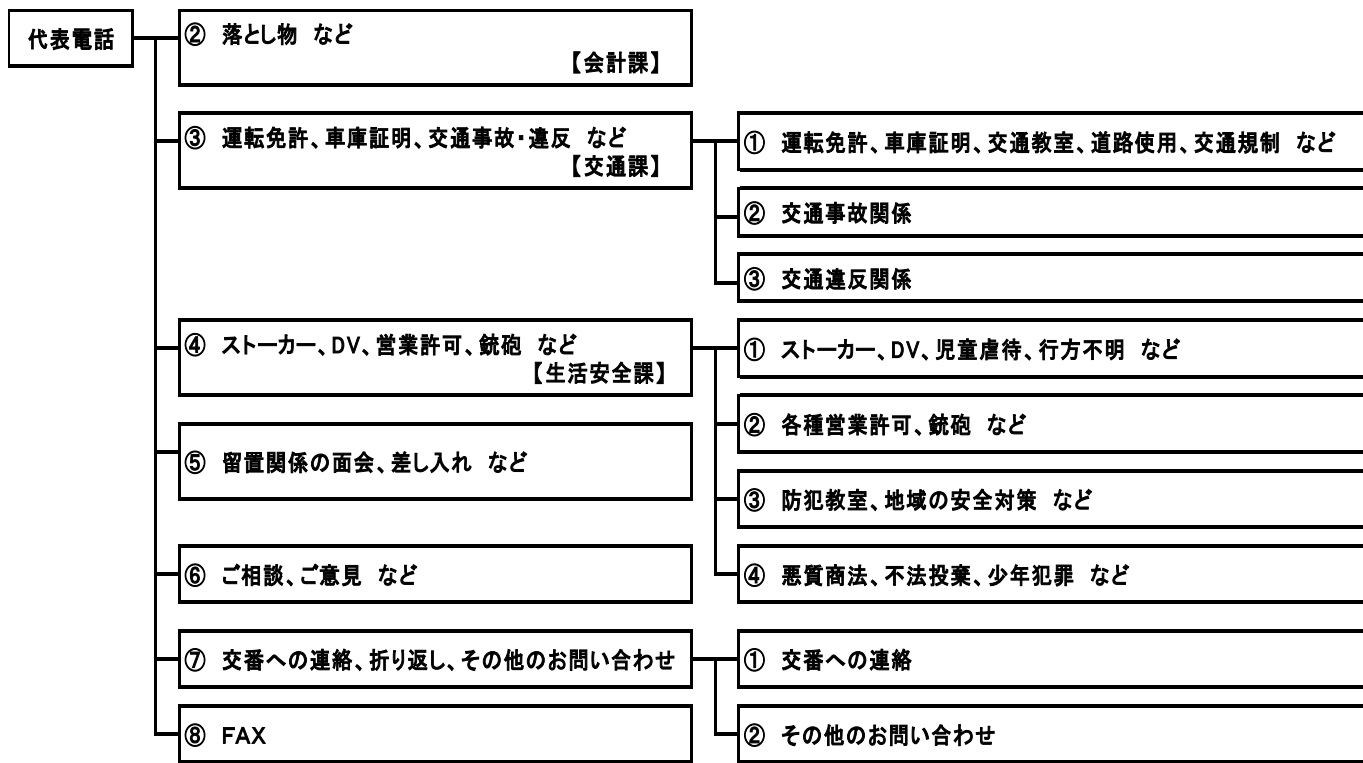 代表電話
② 落とし物 など
【会計課】
③ 運転免許、車庫証明、交通事故・違反 など
【交通課】
① 運転免許、車庫証明、交通教室、道路使用、交通規制 など
② 交通事故関係
③ 交通違反関係
④ ストーカー、DV、営業許可、銃砲 など
【生活安全課】
① ストーカー、DV、児童虐待、行方不明 など
② 各種営業許可、銃砲 など
③ 防犯教室、地域の安全対策 など
④ 悪質商法、不法投棄、少年犯罪 など
⑤ 留置関係の面会、差し入れ など
⑥ ご相談、ご意見 など
⑦ 交番への連絡、折り返し、その他のお問い合わせ
① 交番への連絡
② その他のお問い合わせ
⑧ FAX